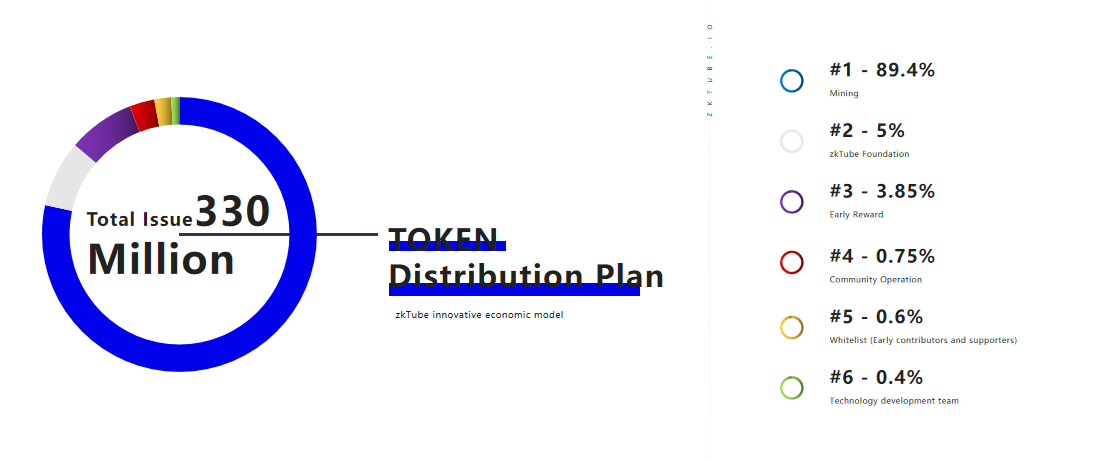 Total Issue 330
Million
TOKEN
Distribution Plan
zkTube innovative economic model
ZKTUBE.IO
#1 - 89.4%
Mining
#2 - 5%
zkTube Foundation
#3 - 3.85%
Early Reward
#4 - 0.75%
Community Operation
#5 - 0.6%
Whitelist (Early contributors and supporters)
#6 - 0.4%
Technology development team